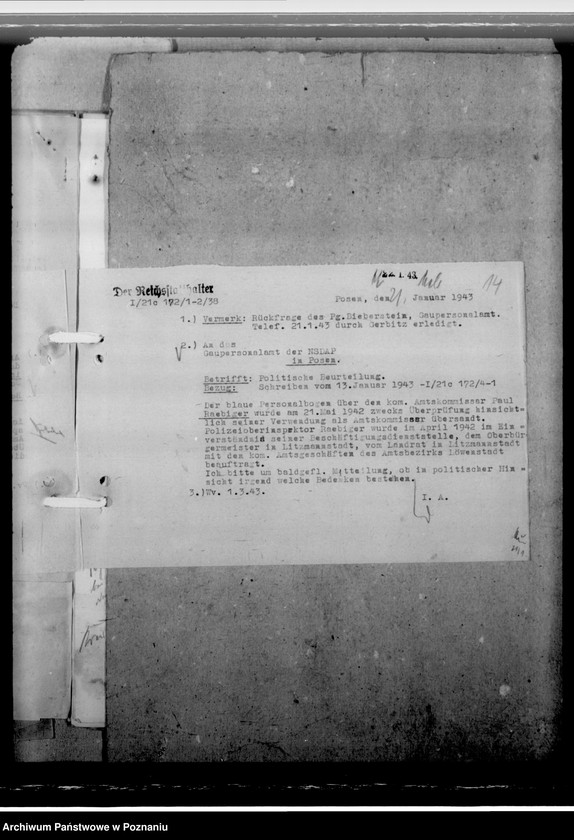 22. 1. 43.
14
Der Reichsstatthalter
I/21c 172/1-2/38
Posen, den 21. Januar 1943
1.) Vermerk: Rückfrage des Pg.Bieberstein, Gaupersonalamt.
Telef. 21.1.43 durch Gerbitz erledigt.
2.) An das
Gaupersonalamt der NSDAP
in Posen.
Betrifft: Politische Beurteilung.
Bezug: Schreiben vom 13.Januar 1943 -I/21c 172/4-1
Der blaue Personalbogen über den kom. Amtskommissar Paul
Raebiger wurde am 21.Mai 1942 zwecks Überprüfung hinsicht-
lich seiner Verwendung als Amtskommissar übersandt.
Polizeioberinspektor Raebiger wurde im April 1942 im Ein -
verständnis seiner Beschäftigungsdienststelle, dem Oberbür
germeister in Litzmannstadt, vom Landrat in Litzmannstadt
mit den kom. Amtsgeschäften des Amtsbezirks Löwenstadt
beauftragt.
Ich bitte um baldgefl. Mitteilung, ob in politischer Hin -
sicht irgend welche Bedenken bestehen.
3.)Wv. 1.3.43.
I. A.
Archiwum Państwowe w Poznaniu